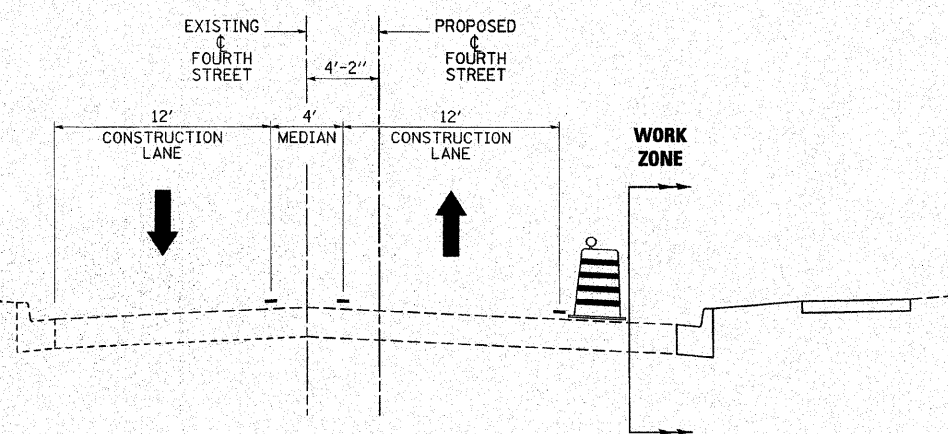 EXISTING
℄
FOURTH
STREET
PROPOSED
℄
FOURTH
STREET
4'-2''
12'
CONSTRUCTION
LANE
4'
MEDIAN
12'
CONSTRUCTION
LANE
WORK
ZONE